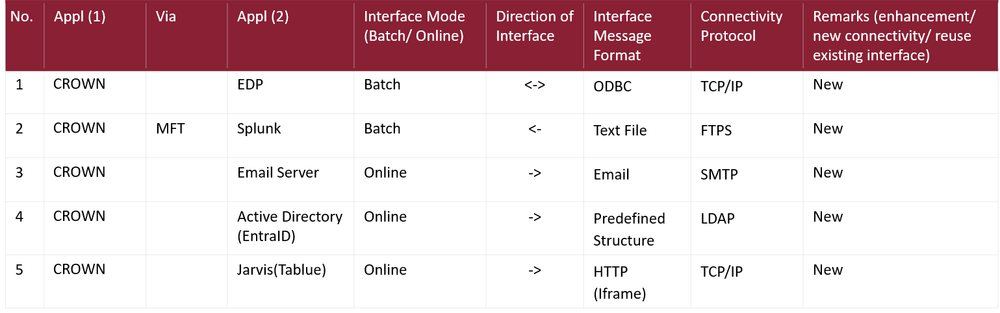 No. Appl (1) Via Appl (2) Interface Mode (Batch/ Online) Direction of Interface Interface Message Format Connectivity Protocol Remarks (enhancement/ new connectivity/ reuse existing interface)
1 CROWN EDP Batch <-> ODBC TCP/IP New
2 CROWN MFT Splunk Batch <- Text File FTPS New
3 CROWN Email Server Online -> Email SMTP New
4 CROWN Active Directory (EntraID) Online -> Predefined Structure LDAP New
5 CROWN Jarvis(Tablue) Online -> HTTP (Iframe) TCP/IP New